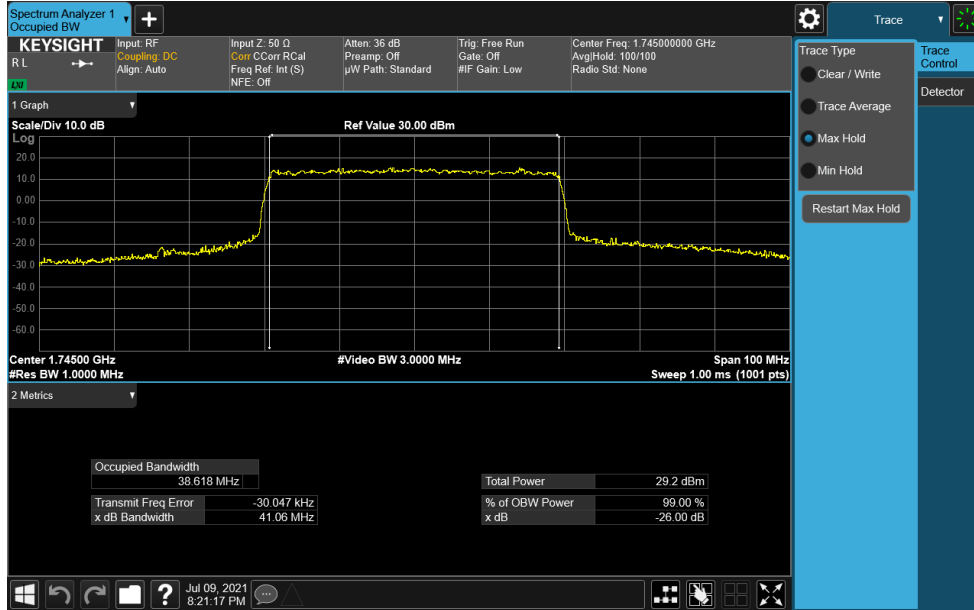 Spectrum Analyzer 1
Occupied BW
Trace
KEYSIGHT
R L
LXI
Input: RF
Coupling: DC
Align: Auto
Input Z: 50 Ω
Corr CCorr RCal
Freq Ref: Int (S)
NFE: Off
Atten: 36 dB
Preamp: Off
µW Path: Standard
Trig: Free Run
Gate: Off
#IF Gain: Low
Center Freq: 1.745000000 GHz
Avg|Hold: 100/100
Radio Std: None
1 Graph
Scale/Div 10.0 dB
Ref Value 30.00 dBm
Log
20.0
10.0
0.00
-10.0
-20.0
-30.0
-40.0
-50.0
-60.0
Center 1.74500 GHz
#Video BW 3.0000 MHz
Span 100 MHz
#Res BW 1.0000 MHz
Sweep 1.00 ms (1001 pts)
2 Metrics
Occupied Bandwidth
38.618 MHz
Transmit Freq Error -30.047 kHz
x dB Bandwidth 41.06 MHz
Total Power 29.2 dBm
% of OBW Power 99.00 %
x dB -26.00 dB
Trace Type
Clear / Write
Trace Average
Max Hold
Min Hold
Restart Max Hold
Trace
Control
Detector
?
Jul 09, 2021
8:21:17 PM